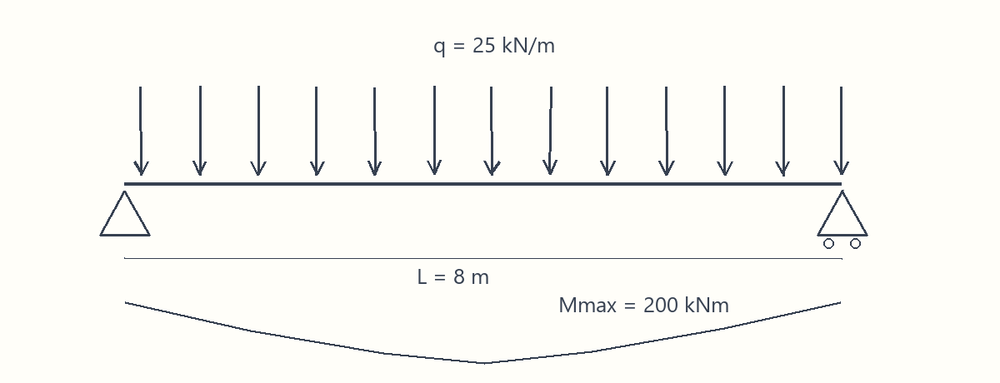 q = 25 kN/m
L = 8 m
Mmax = 200 kNm